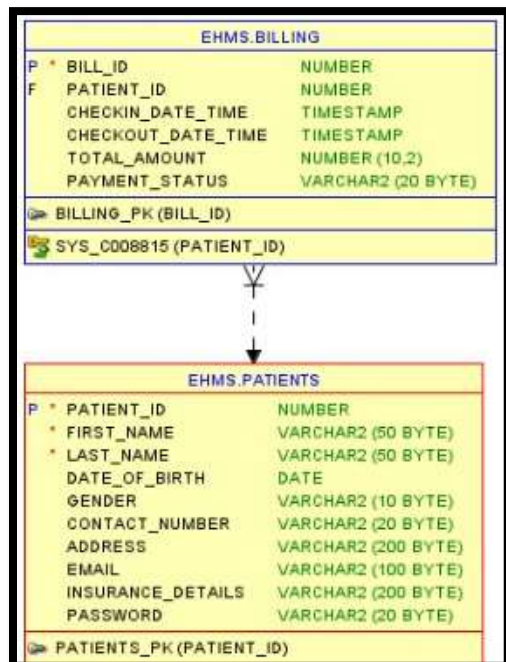 EHMS.BILLING
P * BILL_ID NUMBER
F PATIENT_ID NUMBER
CHECKIN_DATE_TIME TIMESTAMP
CHECKOUT_DATE_TIME TIMESTAMP
TOTAL_AMOUNT NUMBER (10,2)
PAYMENT_STATUS VARCHAR2 (20 BYTE)
BILLING_PK (BILL_ID)
SYS_C008815 (PATIENT_ID)
EHMS.PATIENTS
P * PATIENT_ID NUMBER
* FIRST_NAME VARCHAR2 (50 BYTE)
* LAST_NAME VARCHAR2 (50 BYTE)
DATE_OF_BIRTH DATE
GENDER VARCHAR2 (10 BYTE)
CONTACT_NUMBER VARCHAR2 (20 BYTE)
ADDRESS VARCHAR2 (200 BYTE)
EMAIL VARCHAR2 (100 BYTE)
INSURANCE_DETAILS VARCHAR2 (200 BYTE)
PASSWORD VARCHAR2 (20 BYTE)
PATIENTS_PK (PATIENT_ID)